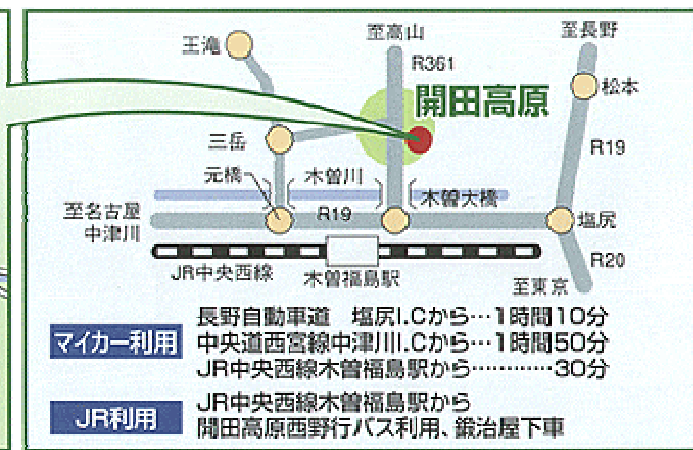 王滝
至高山
至長野
R361
開田高原
松本
三岳
R19
元橋
木曽川
木曽大橋
至名古屋
中津川
R19
塩尻
R20
JR中央西線
木曽福島駅
至東京
マイカー利用
長野自動車道　塩尻I.Cから…1時間10分
中央道西宮線中津川I.Cから…1時間50分
JR中央西線木曽福島駅から…………30分
JR利用
JR中央西線木曽福島駅から
開田高原西野行バス利用、鍛治屋下車